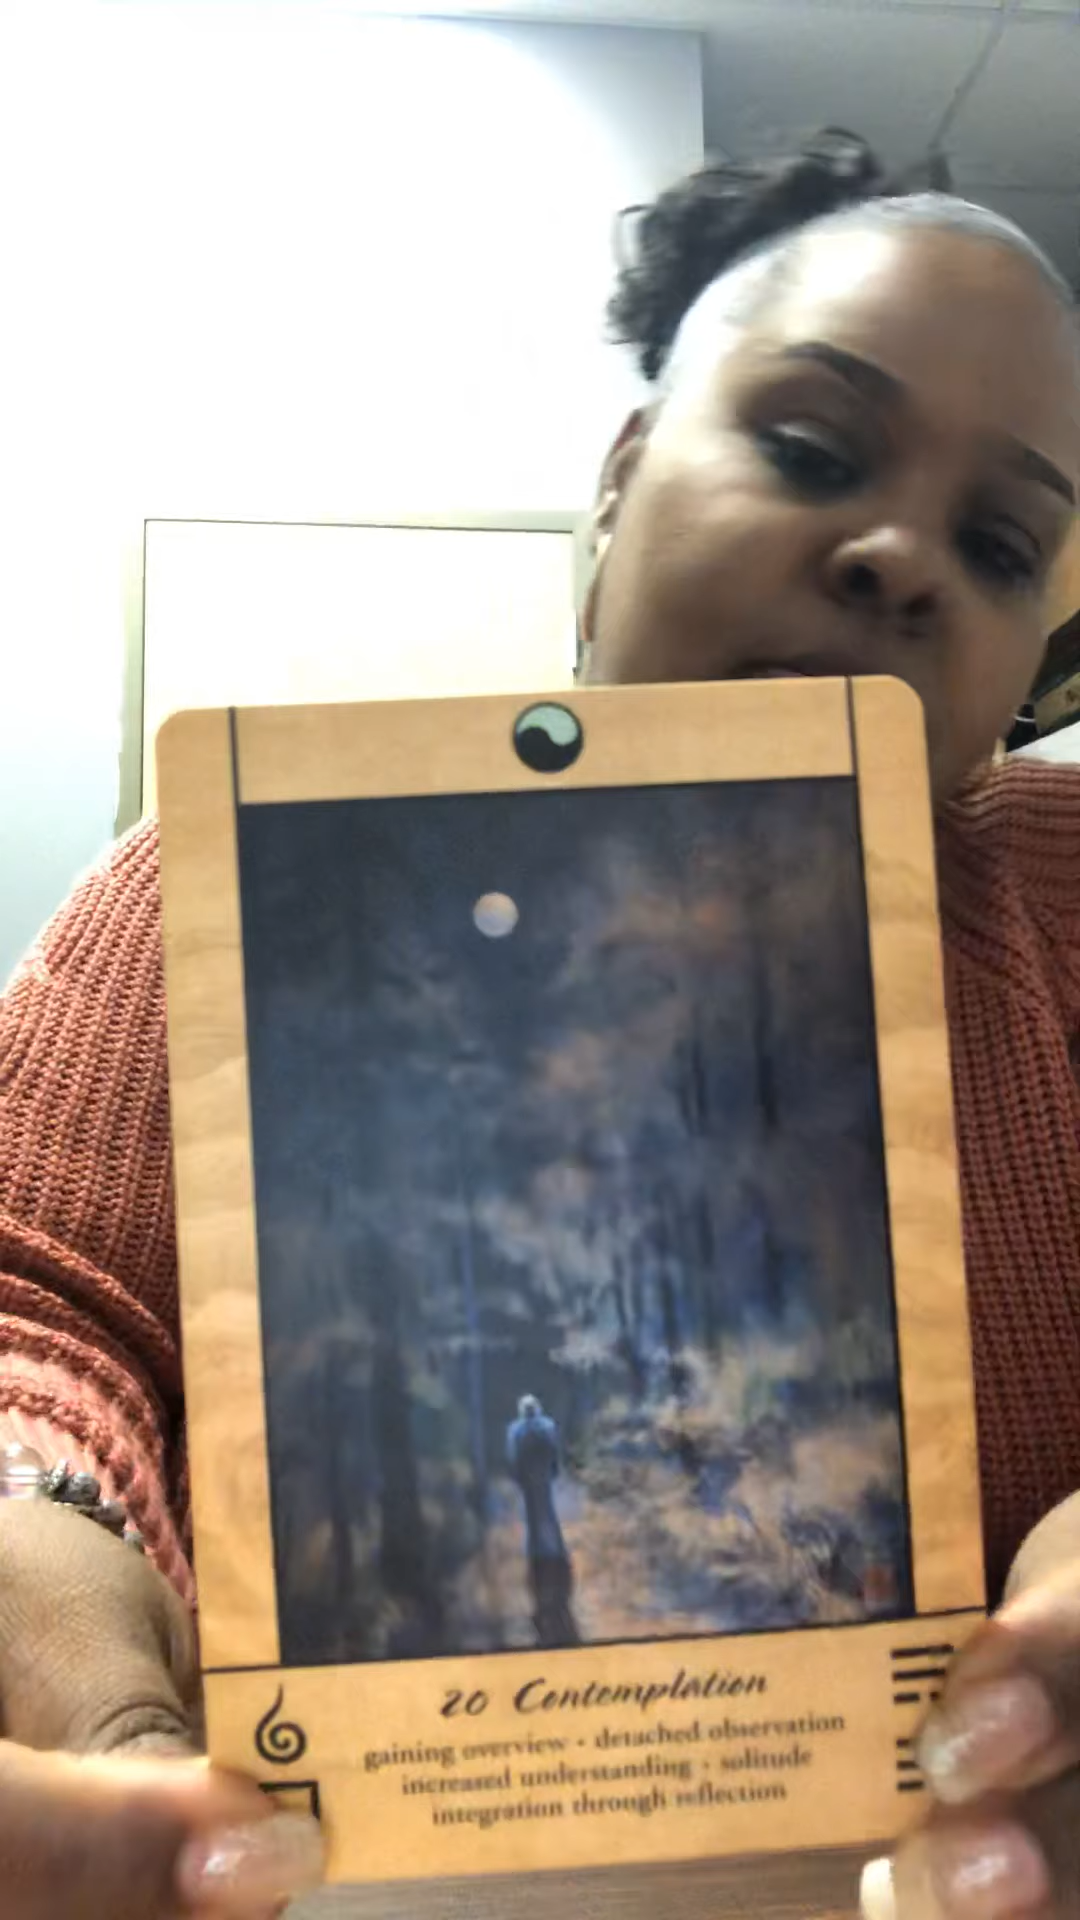 20 Contemplation
gaining overview - detached observation
increased understanding - solitude
integration through reflection